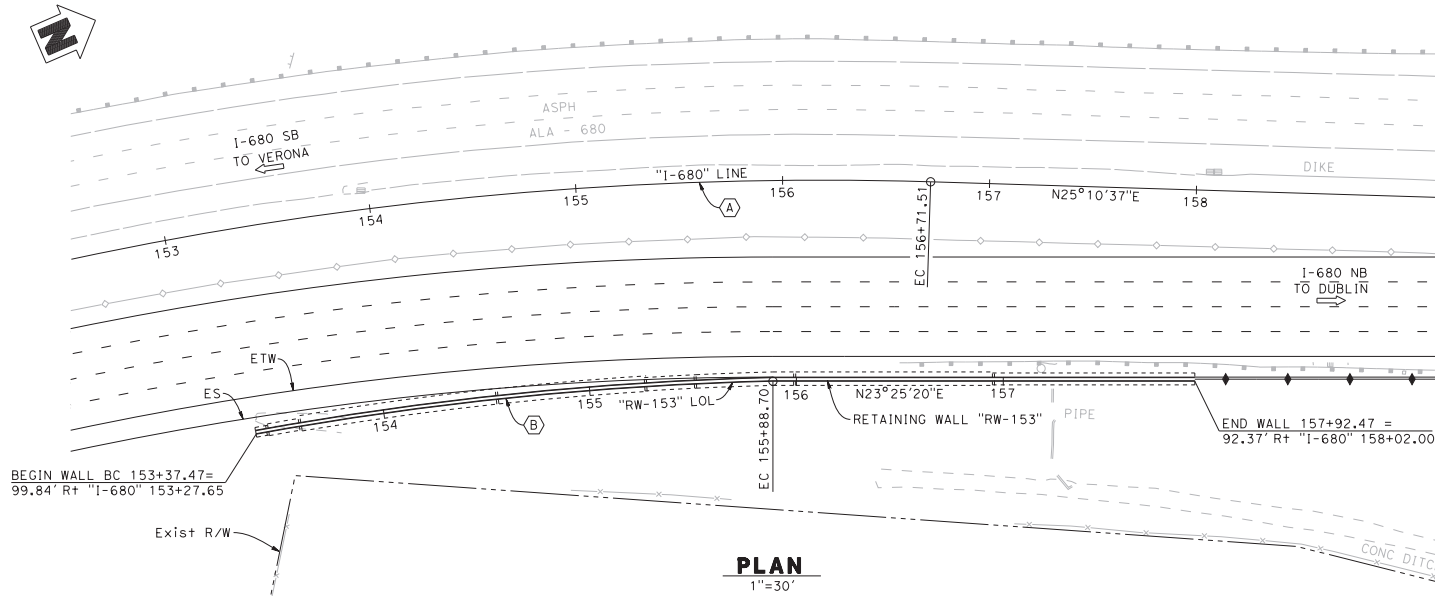 N
ASPH
ALA - 680
I-680 SB
TO VERONA
"I-680" LINE
A
DIKE
C
153
154
155
156
157
158
N25°10'37"E
EC 156+71.51
I-680 NB
TO DUBLIN
ETW
ES
154
155
156
157
"RW-153" LOL
N23°25'20"E
B
RETAINING WALL "RW-153"
PIPE
EC 155+88.70
END WALL 157+92.47 =
92.37' Rt "I-680" 158+02.00
BEGIN WALL BC 153+37.47=
99.84' Rt "I-680" 153+27.65
Exist R/W
CONC DITC
PLAN
1"=30'